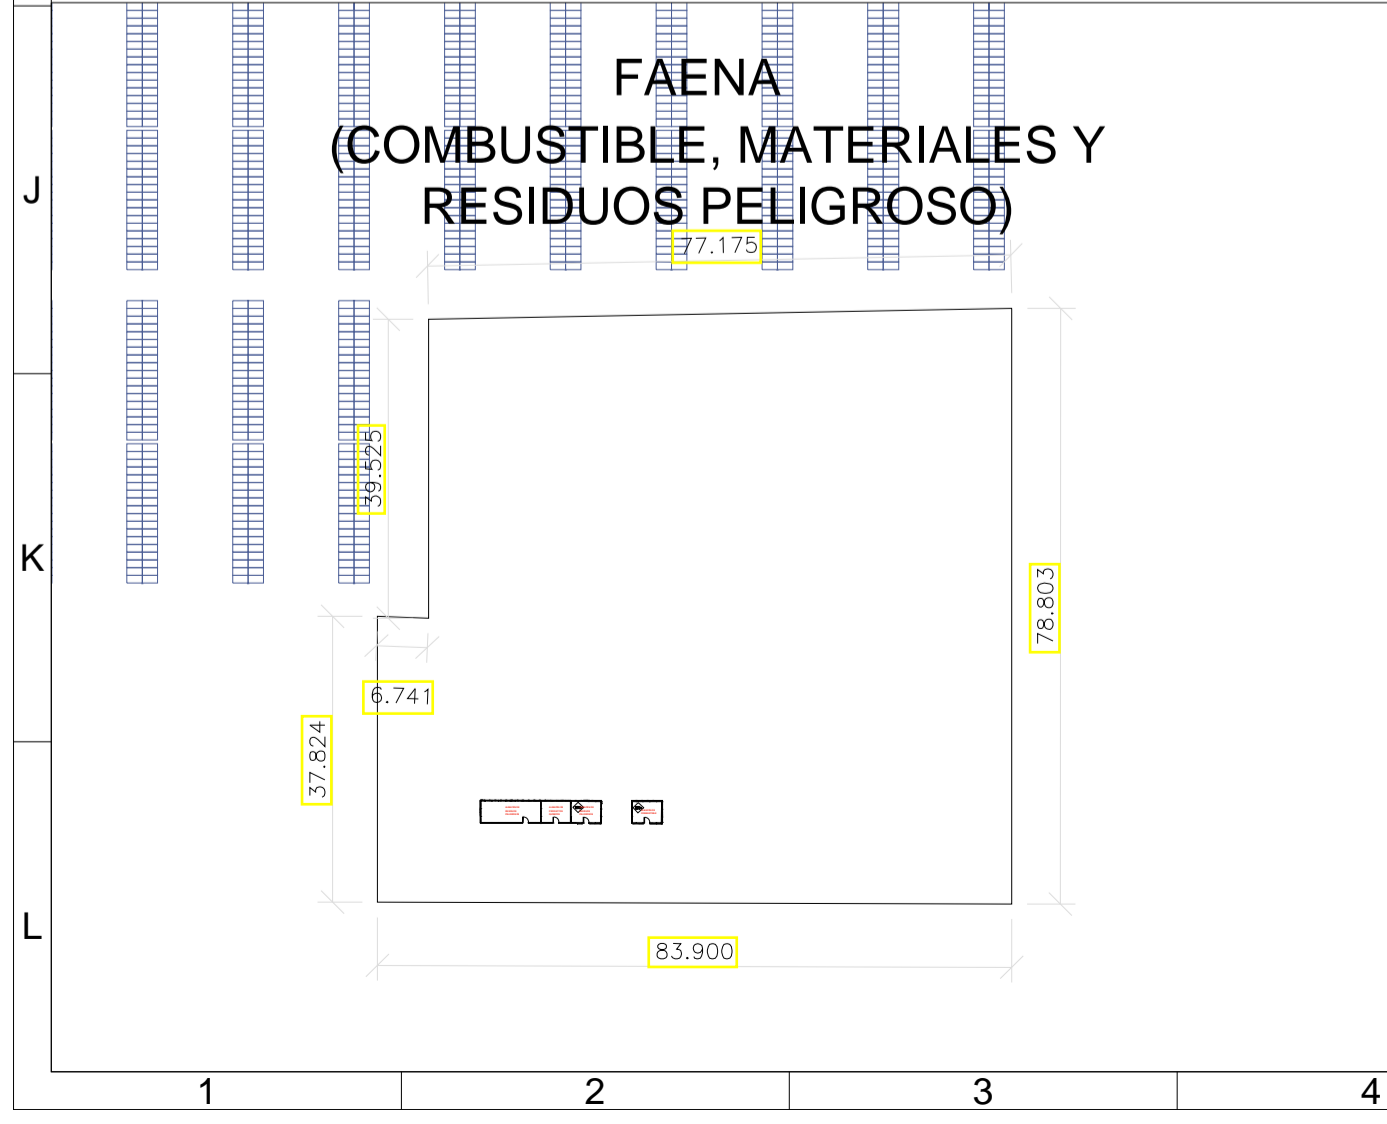 FAENA
(COMBUSTIBLE, MATERIALES Y
RESIDUOS PELIGROSO)
J
77.175
39.525
K
78.803
6.741
37.824
L
83.900
1
2
3
4